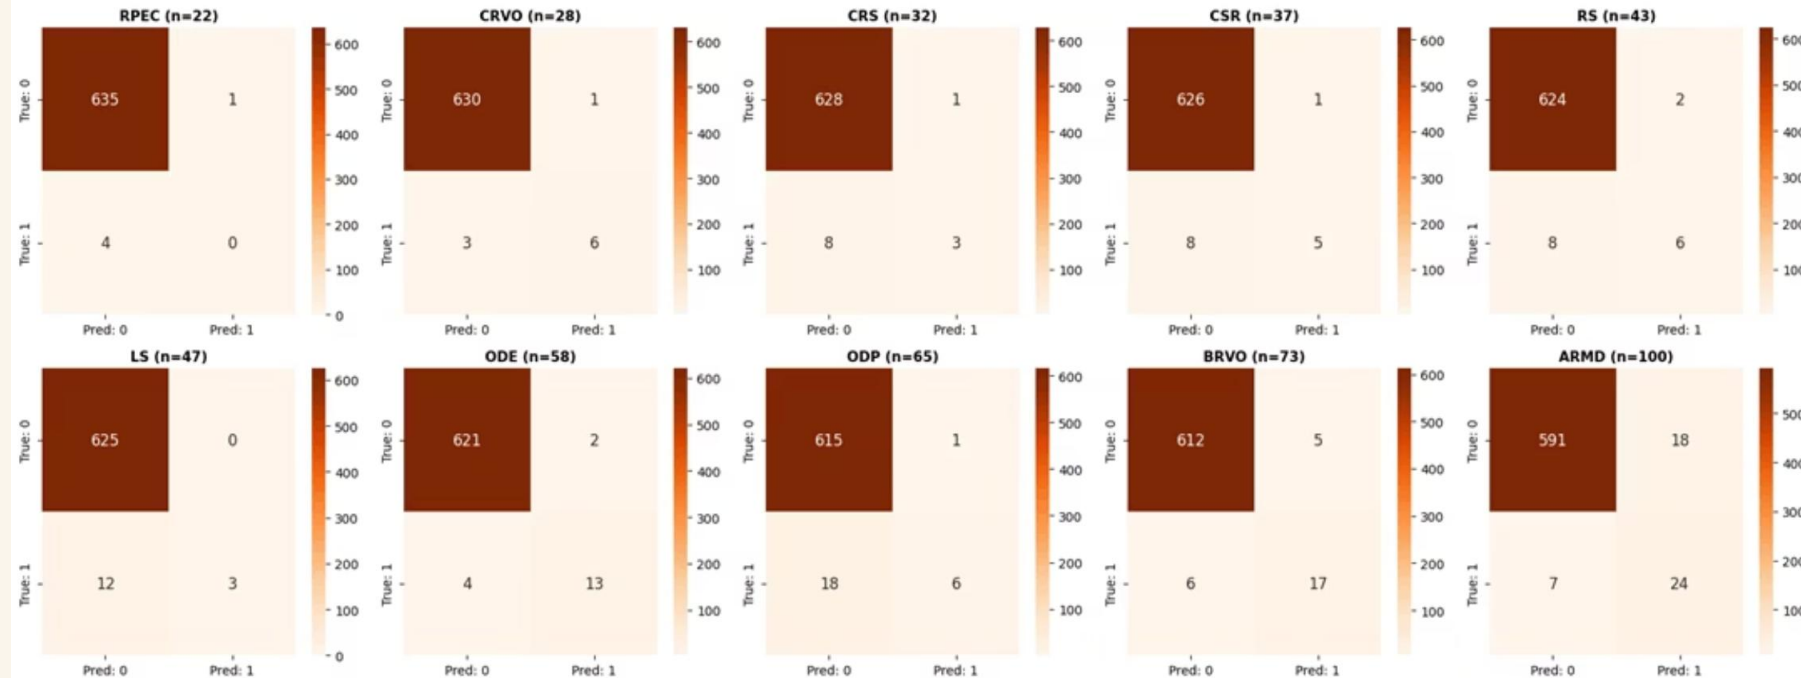 RPEC (n=22) CRVO (n=28) CRS (n=32) CSR (n=37) RS (n=43)
600 600 600 600 600
True: 0 635 1 True: 0 630 1 True: 0 628 1 True: 0 626 1 True: 0 624 2
500 500 500 500 500
400 400 400 400 400
300 300 300 300 300
200 200 200 200 200
True: 1 4 0 True: 1 3 6 True: 1 8 3 True: 1 8 5 True: 1 8 6
100 100 100 100 100
0
Pred: 0 Pred: 1 Pred: 0 Pred: 1 Pred: 0 Pred: 1 Pred: 0 Pred: 1 Pred: 0 Pred: 1
LS (n=47) ODE (n=58) ODP (n=65) BRVO (n=73) ARMD (n=100)
600 600 600 600
True: 0 625 0 True: 0 621 2 True: 0 615 1 True: 0 612 5 True: 0 591 18
500 500 500 500 500
400 400 400 400 400
300 300 300 300 300
200 200 200 200 200
True: 1 12 3 True: 1 4 13 True: 1 18 6 True: 1 6 17 True: 1 7 24
100 100 100 100 100
0
Pred: 0 Pred: 1 Pred: 0 Pred: 1 Pred: 0 Pred: 1 Pred: 0 Pred: 1 Pred: 0 Pred: 1